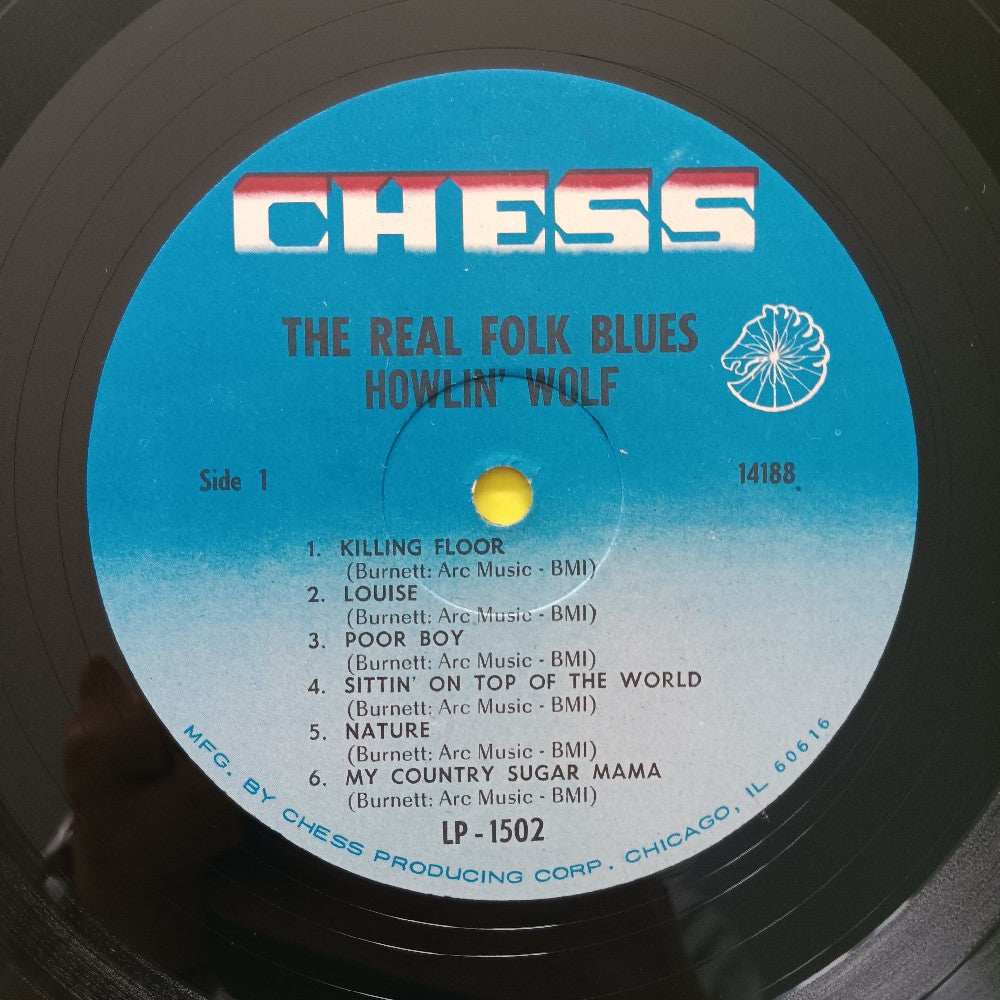 CHESS
THE REAL FOLK BLUES
HOWLIN' WOLF
Side 1
14188
1. KILLING FLOOR
(Burnett: Arc Music - BMI)
2. LOUISE
(Burnett: Arc Music - BMI)
3. POOR BOY
(Burnett: Arc Music - BMI)
4. SITTIN' ON TOP OF THE WORLD
(Burnett: Arc Music - BMI)
5. NATURE
(Burnett: Arc Music - BMI)
6. MY COUNTRY SUGAR MAMA
(Burnett: Arc Music - BMI)
LP - 1502
MFG. BY CHESS PRODUCING CORP. CHICAGO, IL 60616